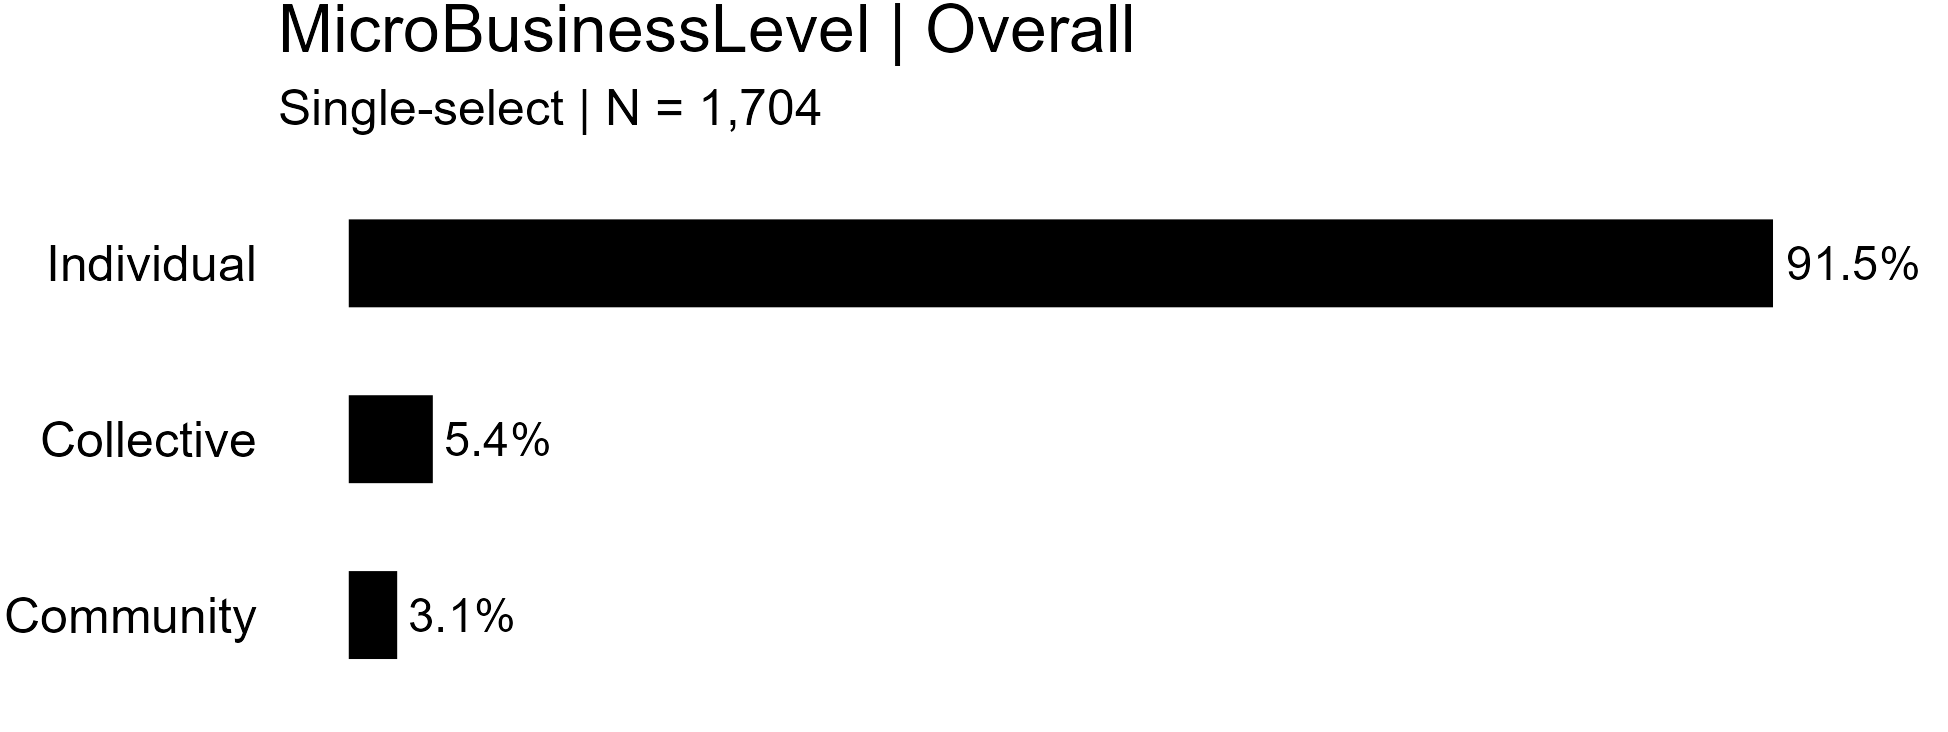 MicroBusinessLevel | Overall
Single-select | N = 1,704
Individual 91.5%
Collective 5.4%
Community 3.1%